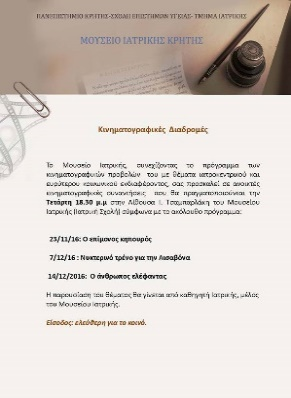 ΠΑΝΕΠΙΣΤΗΜΙΟ ΚΡΗΤΗΣ-ΣΧΟΛΗ ΕΠΙΣΤΗΜΩΝ ΥΓΕΙΑΣ- ΤΜΗΜΑ ΙΑΤΡΙΚΗΣ
ΜΟΥΣΕΙΟ ΙΑΤΡΙΚΗΣ ΚΡΗΤΗΣ
Κινηματογραφικές Διαδρομές
Το Μουσείο Ιατρικής, συνεχίζοντας το πρόγραμμα των
κινηματογραφικών προβολών του με θέματα ιατροκεντρικού και
ευρύτερου κοινωνικού ενδιαφέροντος, σας προσκαλεί σε ανοικτές
κινηματογραφικές συναντήσεις που θα πραγματοποιούνται την
Τετάρτη 18.30 μ.μ στην Αίθουσα Ι. Τσαμπαρλάκη του Μουσείου
Ιατρικής (Ιατρική Σχολή) σύμφωνα με το ακόλουθο πρόγραμμα:
23/11/16: Ο επίμονος κηπουρός
7/12/16 : Νυκτερινό τρένο για την Λισαβόνα
14/12/2016: Ο άνθρωπος ελέφαντας
Η παρουσίαση του θέματος θα γίνεται από καθηγητή Ιατρικής, μέλος
του Μουσείου Ιατρικής.
Είσοδος: ελεύθερη για το κοινό.